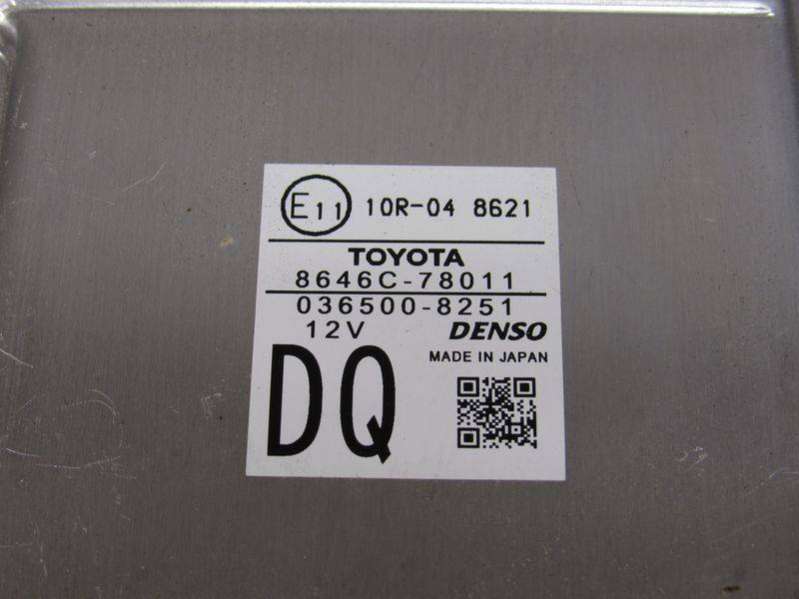 E11 10R-04 8621
TOYOTA
8646C-78011
036500-8251
12V DENSO
MADE IN JAPAN
DQ